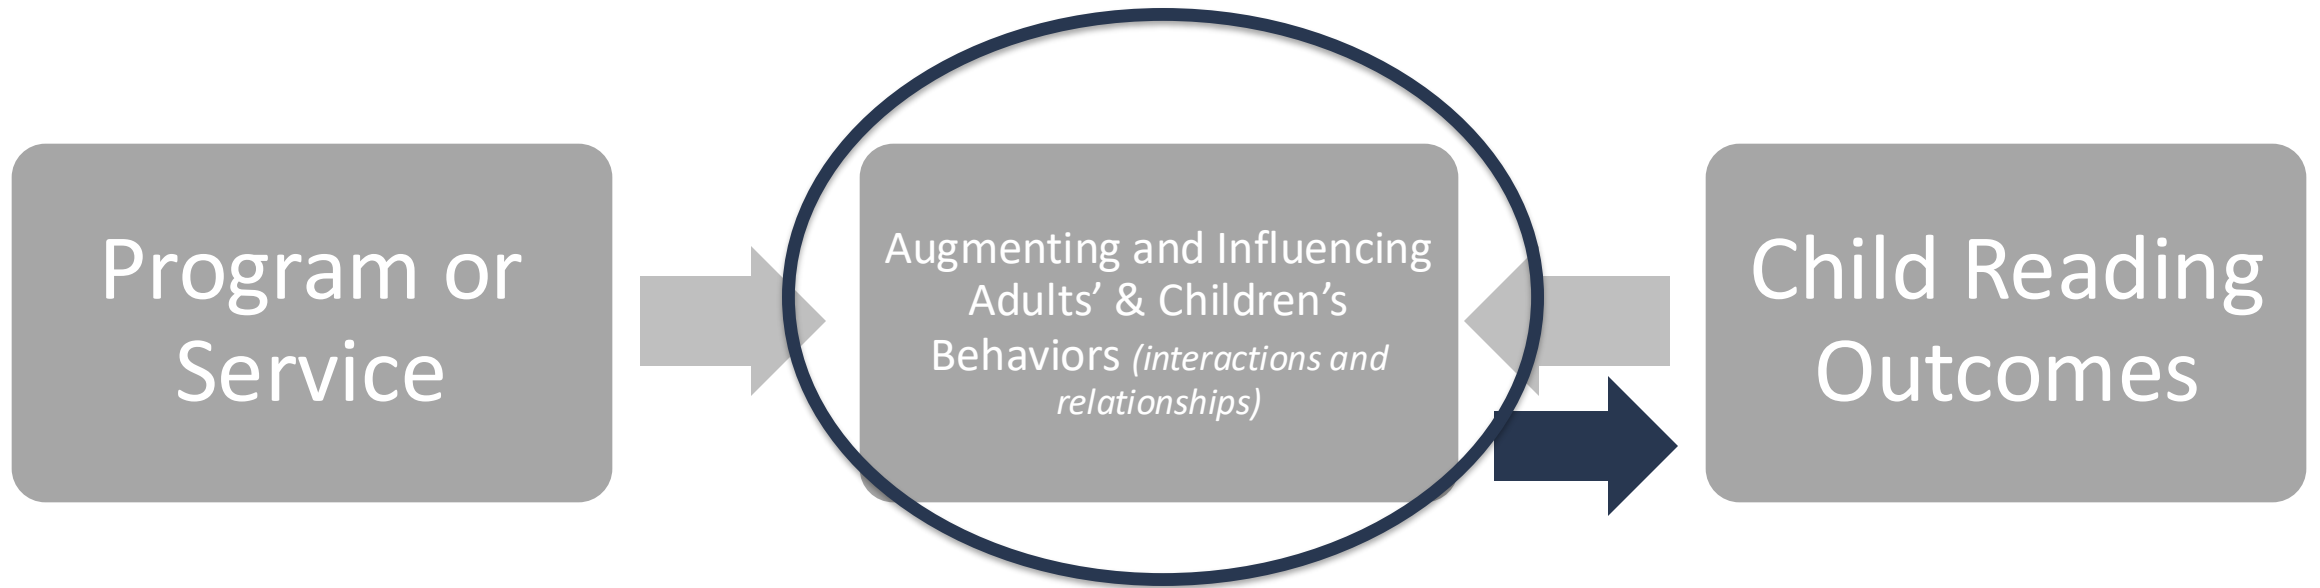 Program or
Service
Augmenting and Influencing
Adults’ & Children’s
Behaviors (interactions and
relationships)
Child Reading
Outcomes